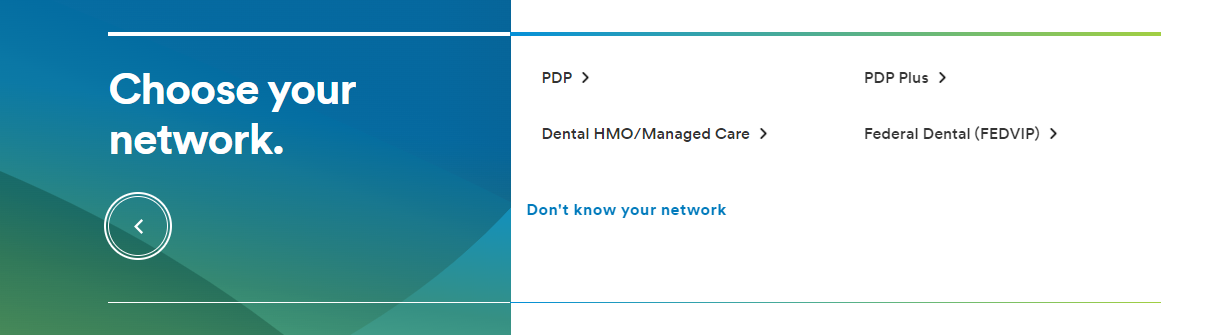 Choose your
network.
PDP
PDP Plus
Dental HMO/Managed Care
Federal Dental (FEDVIP)
Don't know your network